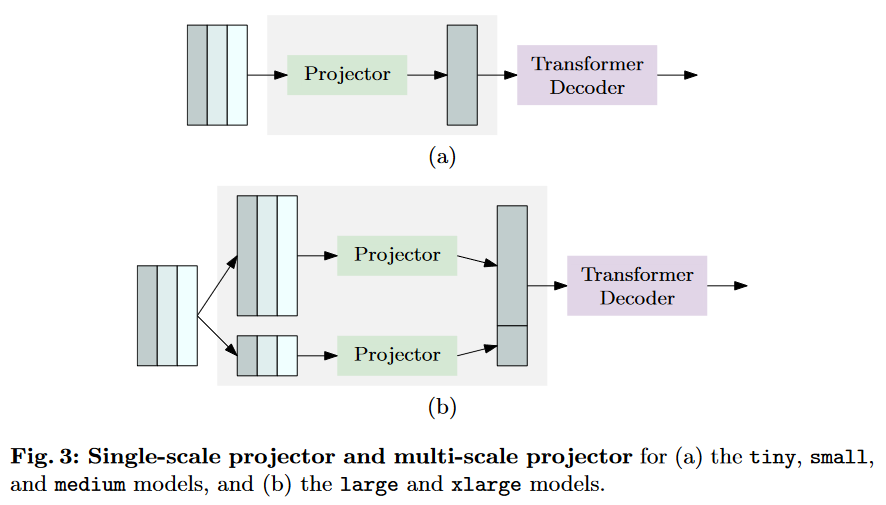 Projector
Transformer
Decoder
(a)
Projector
Transformer
Decoder
Projector
(b)
Fig. 3: Single-scale projector and multi-scale projector for (a) the tiny, small,
and medium models, and (b) the large and xlarge models.